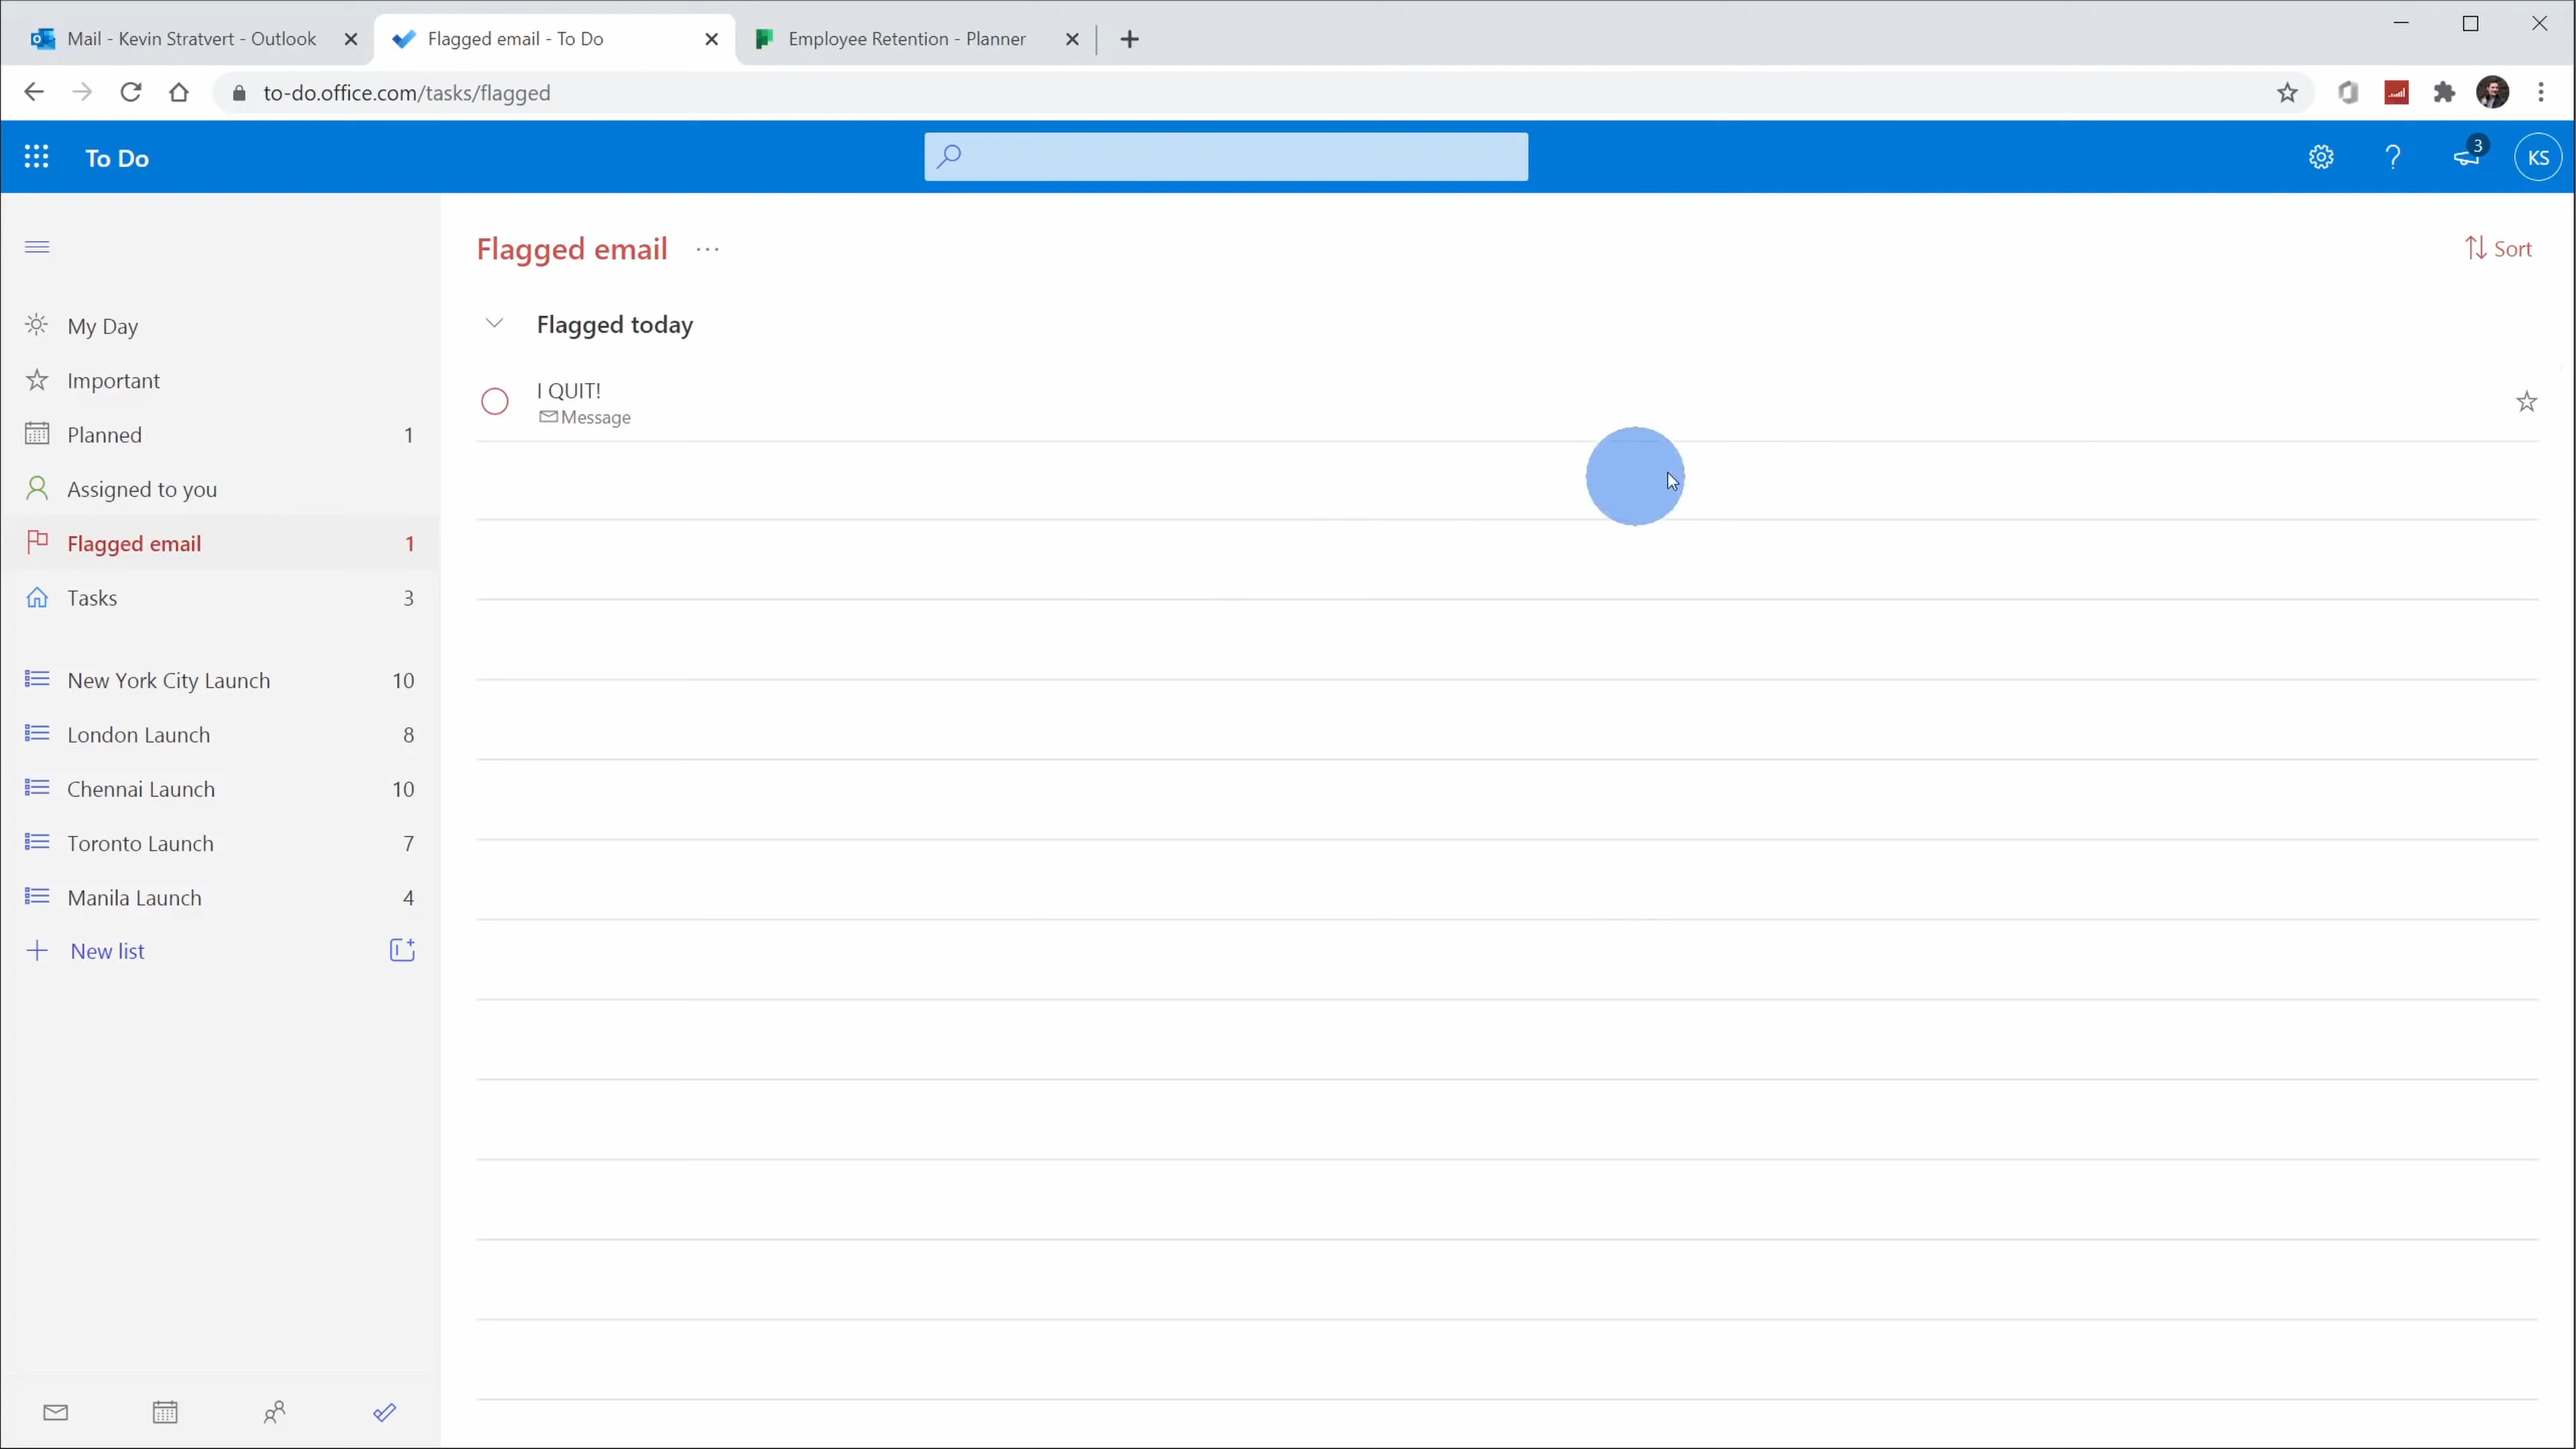 Mail - Kevin Stratvert - Outlook
Flagged email - To Do
Employee Retention - Planner
to-do.office.com/tasks/flagged
To Do
3
KS
Flagged email
Sort
Flagged today
I QUIT!
Message
My Day
Important
Planned 1
Assigned to you
Flagged email 1
Tasks 3
New York City Launch 10
London Launch 8
Chennai Launch 10
Toronto Launch 7
Manila Launch 4
New list